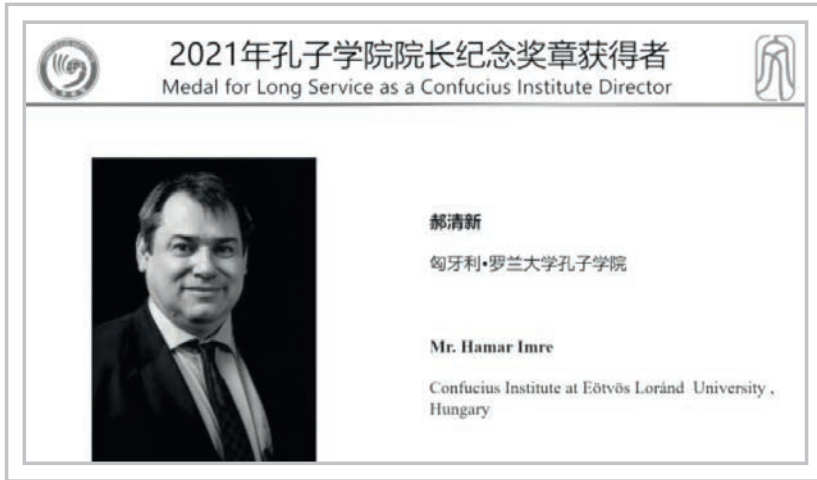 2021年孔子学院院长纪念奖章获得者
Medal for Long Service as a Confucius Institute Director
郝清新
匈牙利•罗兰大学孔子学院
Mr. Hamar Imre
Confucius Institute at Eötvös Loránd University ,
Hungary